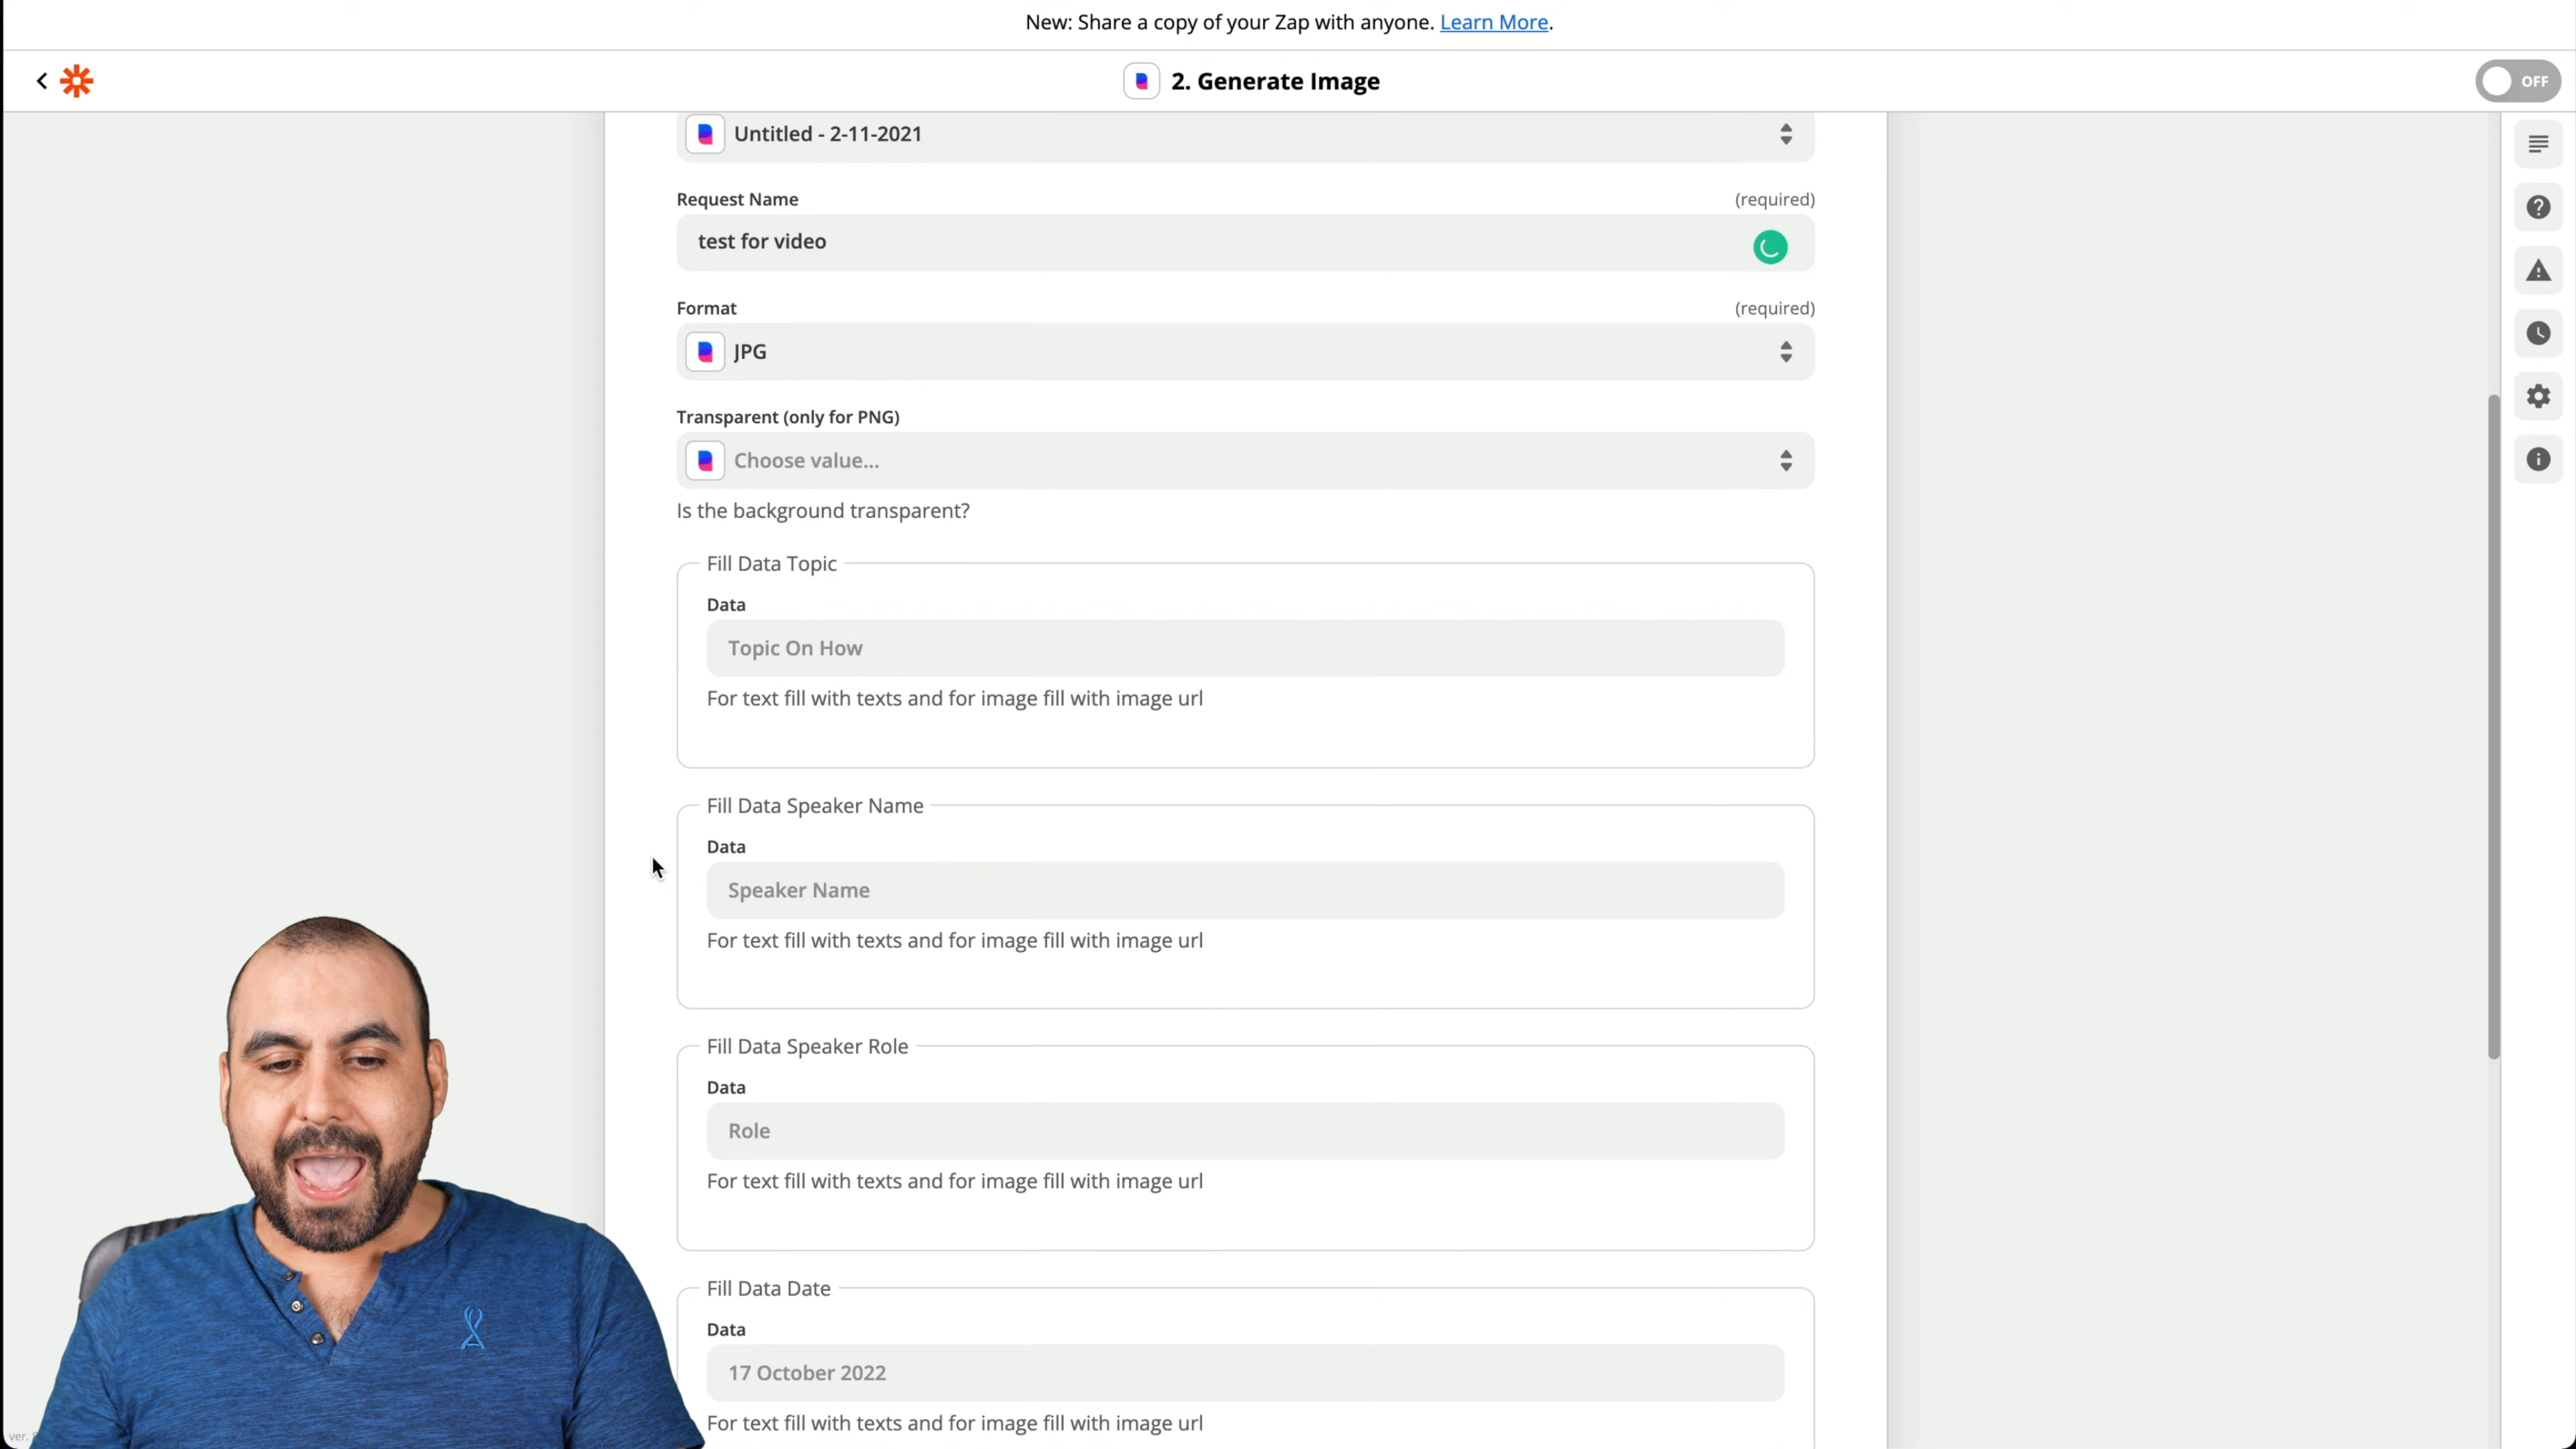 New: Share a copy of your Zap with anyone. Learn More.
2. Generate Image
OFF
Untitled - 2-11-2021
Request Name (required)
test for video
Format (required)
JPG
Transparent (only for PNG)
Choose value...
Is the background transparent?
Fill Data Topic
Data
Topic On How
For text fill with texts and for image fill with image url
Fill Data Speaker Name
Data
Speaker Name
For text fill with texts and for image fill with image url
Fill Data Speaker Role
Data
Role
For text fill with texts and for image fill with image url
Fill Data Date
Data
17 October 2022
For text fill with texts and for image fill with image url
ver.